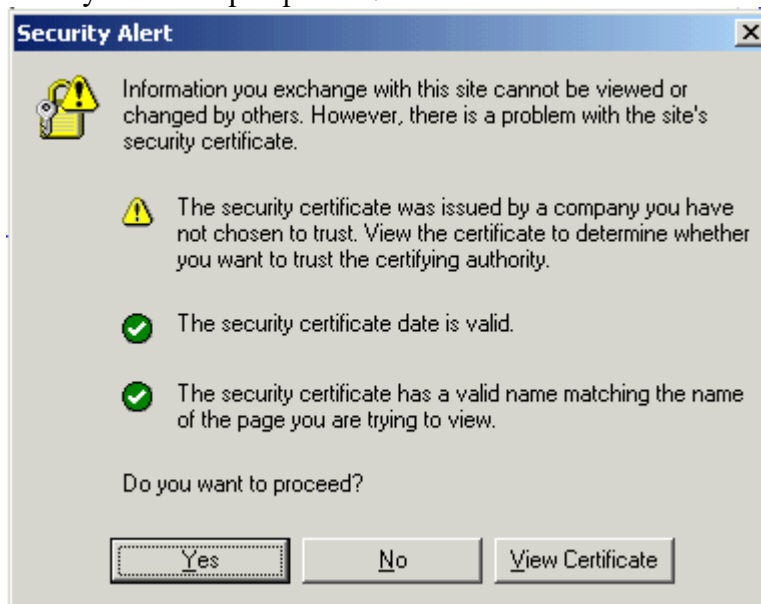 Security Alert
Information you exchange with this site cannot be viewed or
changed by others. However, there is a problem with the site's
security certificate.
The security certificate was issued by a company you have
not chosen to trust. View the certificate to determine whether
you want to trust the certifying authority.
The security certificate date is valid.
The security certificate has a valid name matching the name
of the page you are trying to view.
Do you want to proceed?
Yes No View Certificate